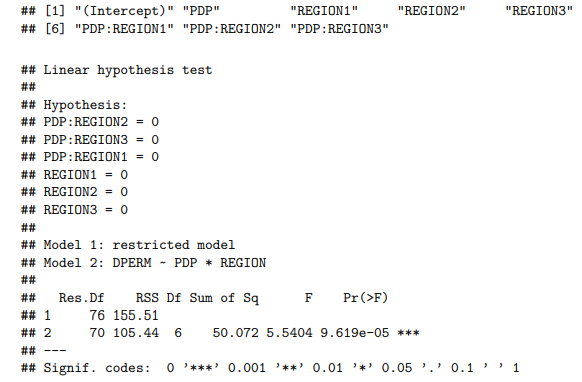 ## [1] "(Intercept)" "PDP"         "REGION1"     "REGION2"     "REGION3"
## [6] "PDP:REGION1" "PDP:REGION2" "PDP:REGION3"
## Linear hypothesis test
##
## Hypothesis:
## PDP:REGION2 = 0
## PDP:REGION3 = 0
## PDP:REGION1 = 0
## REGION1 = 0
## REGION2 = 0
## REGION3 = 0
##
## Model 1: restricted model
## Model 2: DPERM ~ PDP * REGION
##
##   Res.Df    RSS Df Sum of Sq      F    Pr(>F)
## 1     76 155.51
## 2     70 105.44  6    50.072 5.5404 9.619e-05 ***
## ---
## Signif. codes:  0 '***' 0.001 '**' 0.01 '*' 0.05 '.' 0.1 ' ' 1